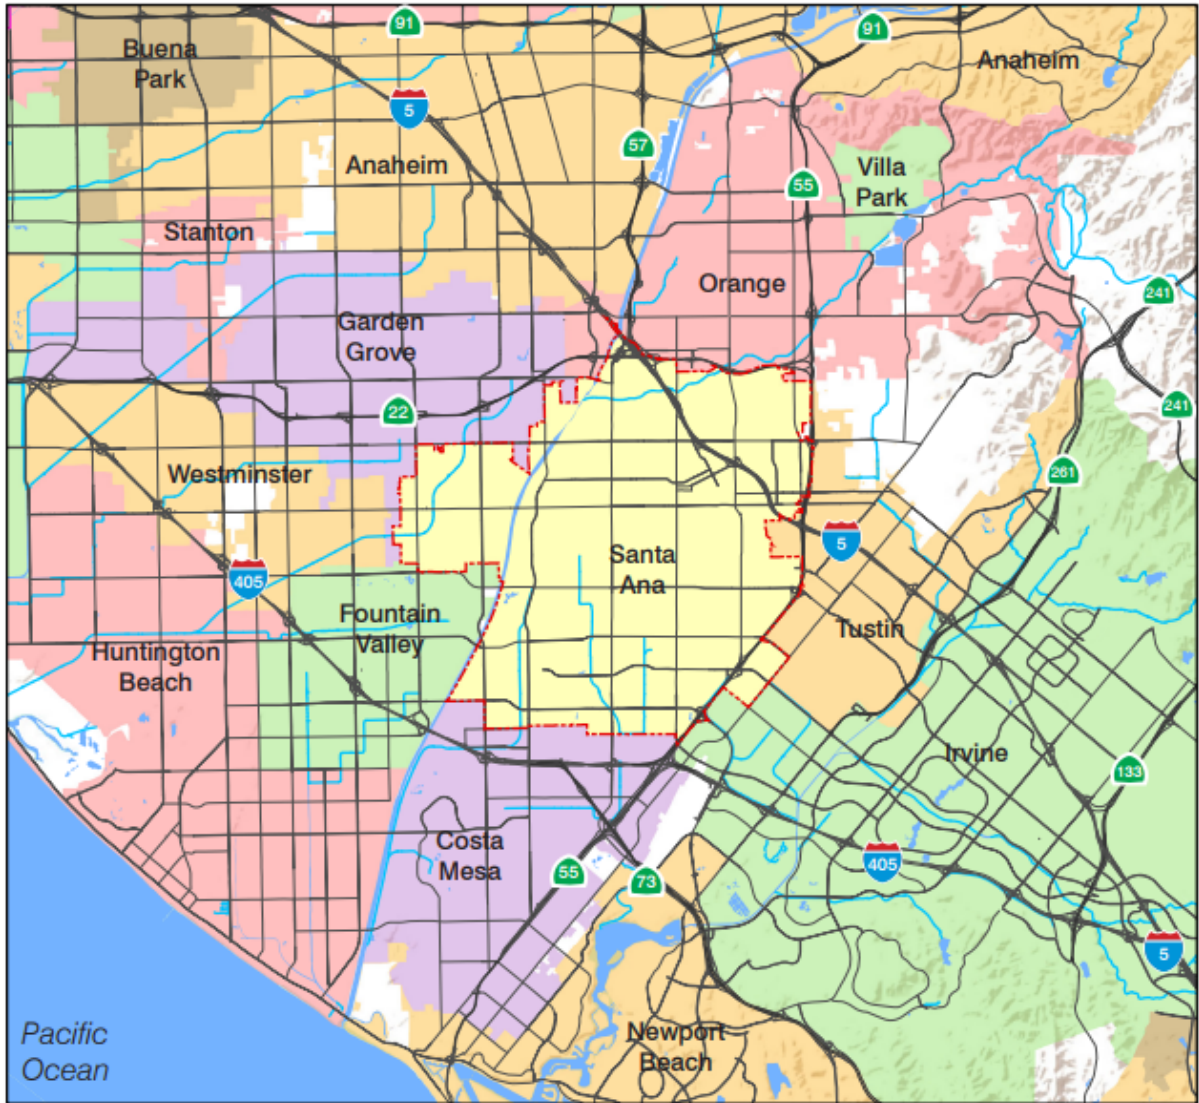 91
91
Buena
Park
Anaheim
5
57
Anaheim
Villa
Park
55
Stanton
Orange
241
Garden
Grove
22
241
Westminster
261
5
Santa
Ana
405
Fountain
Valley
Tustin
Huntington
Beach
Irvine
133
Costa
Mesa
405
55
73
5
Pacific
Ocean
Newport
Beach